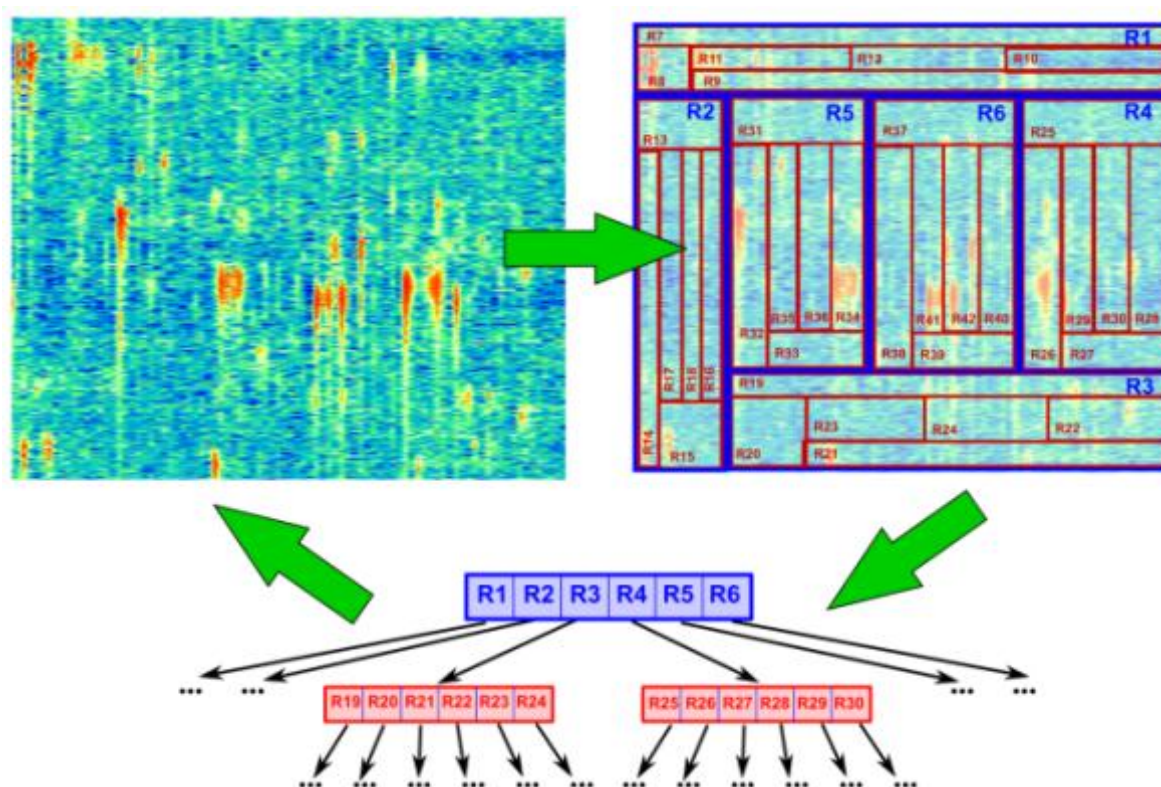 R7 R1
R11 R12 R10
R8 R9
R2 R5 R6 R4
R13 R31 R37 R25
R35 R36 R34 R41 R42 R40 R29 R30 R28
R32 R33 R38 R39 R26 R27
R17 R18 R16
R19 R3
R14 R15 R23 R24 R22
R20 R21
R1 R2 R3 R4 R5 R6
... ... ... ...
R19 R20 R21 R22 R23 R24 R25 R26 R27 R28 R29 R30
... ... ... ... ... ... ... ... ... ... ... ...